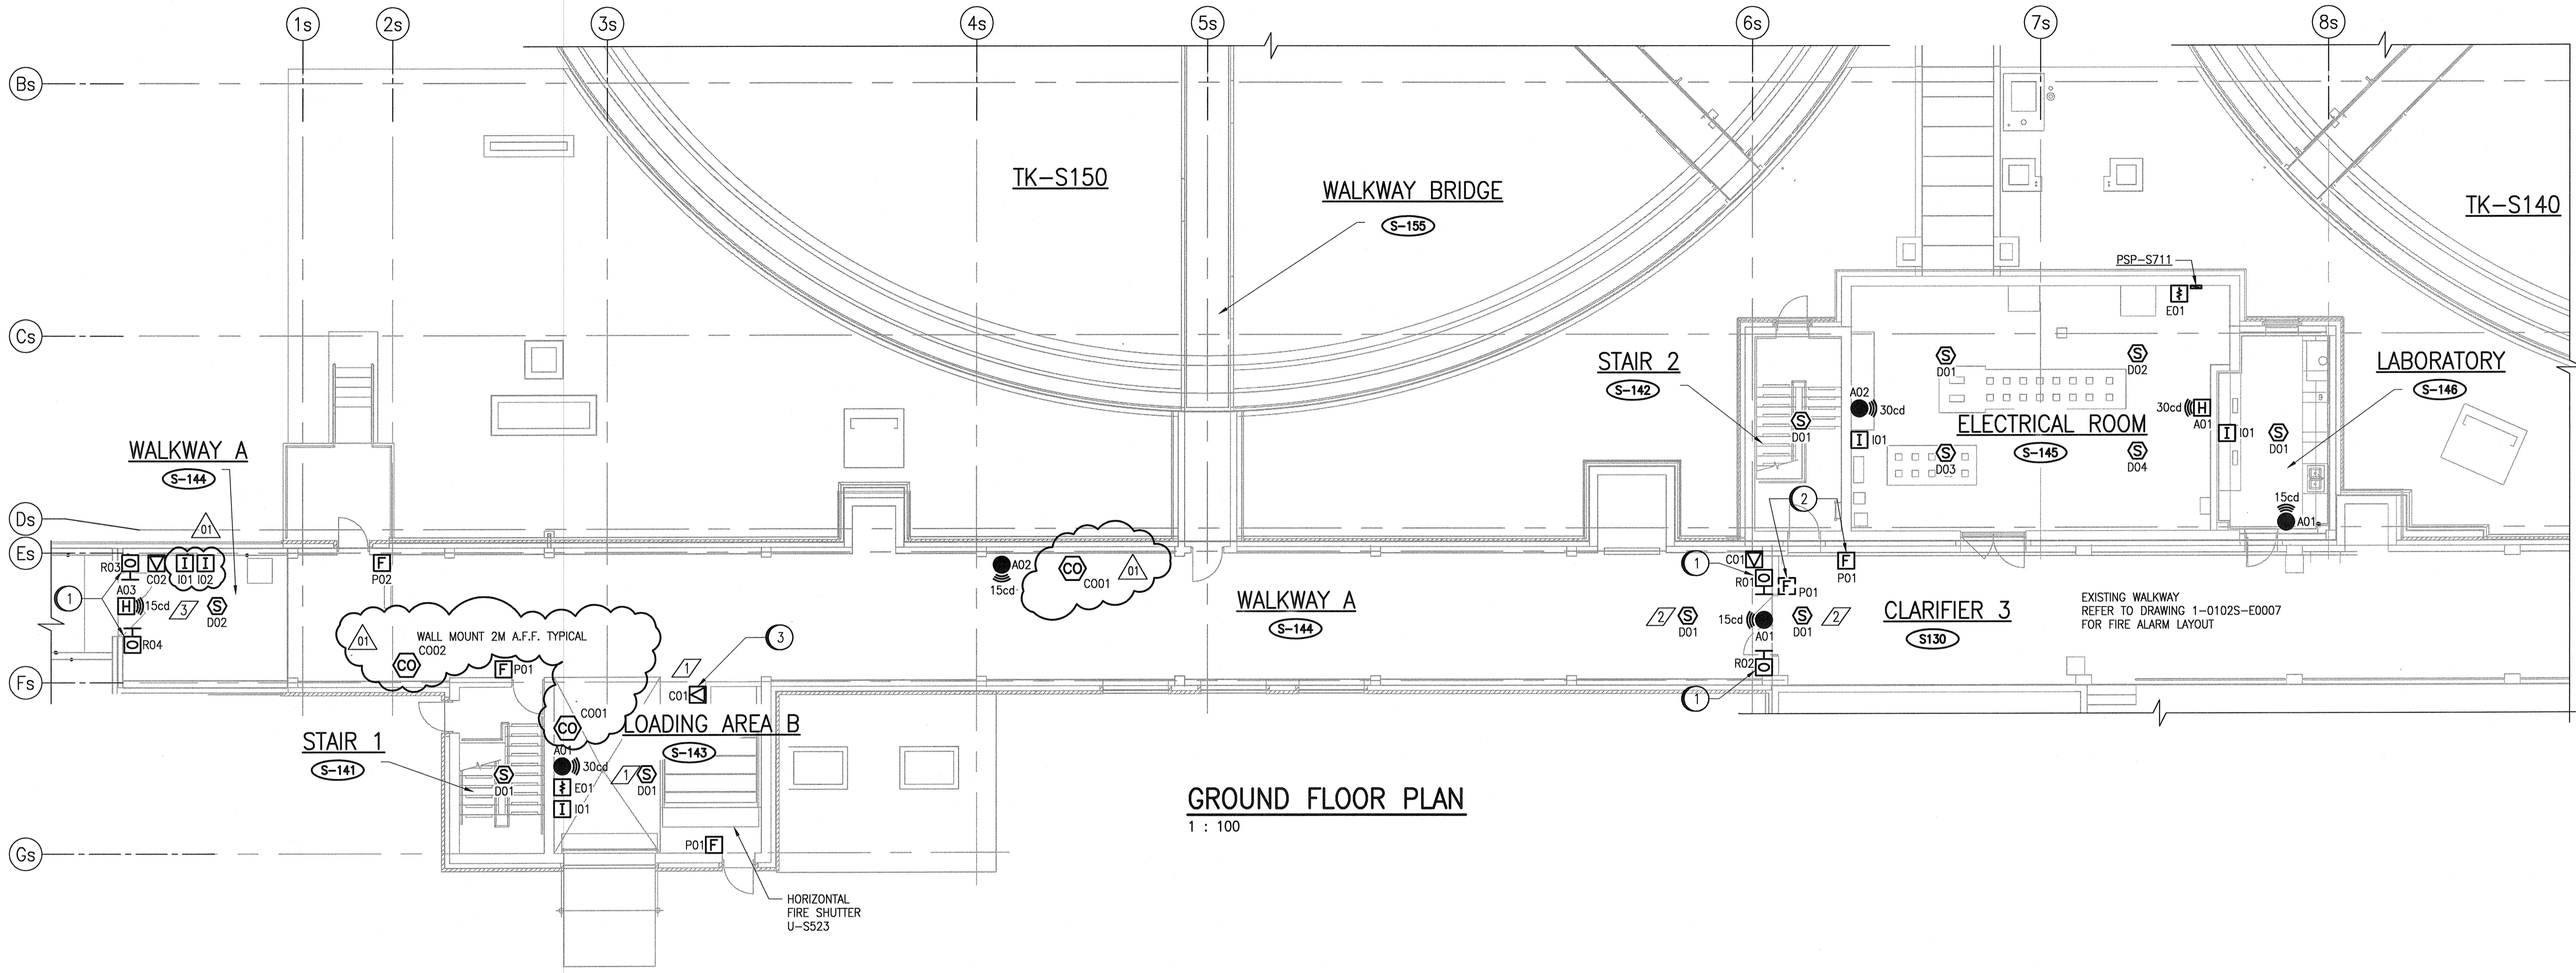 1s
2s
3s
4s
5s
6s
7s
8s
Bs
TK-S150
WALKWAY BRIDGE
S-155
TK-S140
PSP-S711
E01
Cs
STAIR 2
S-142
S
D01
A02
30cd
I
I01
S
D01
S
D02
ELECTRICAL ROOM
S-145
S
D03
S
D04
30cd
H
A01
I
I01
S
D01
LABORATORY
S-146
15cd
A01
WALKWAY A
S-144
Ds
01
Es
R03
C02
I
I01
I
I02
F
P02
A03
1
H
15cd
3
S
D02
R04
A02
15cd
CO
CO01
01
2
C01
1
R01
F
P01
F
P01
WALKWAY A
S-144
2
S
D01
15cd
A01
S
D01
2
CLARIFIER 3
S130
EXISTING WALKWAY
REFER TO DRAWING 1-0102S-E0007
FOR FIRE ALARM LAYOUT
R02
1
01
WALL MOUNT 2M A.F.F. TYPICAL
CO02
CO
F
P01
1
3
C01
Fs
CO01
CO
LOADING AREA B
S-143
STAIR 1
S-141
S
D01
A01
30cd
E01
I
I01
1
S
D01
P01
F
GROUND FLOOR PLAN
1 : 100
Gs
HORIZONTAL
FIRE SHUTTER
U-S523